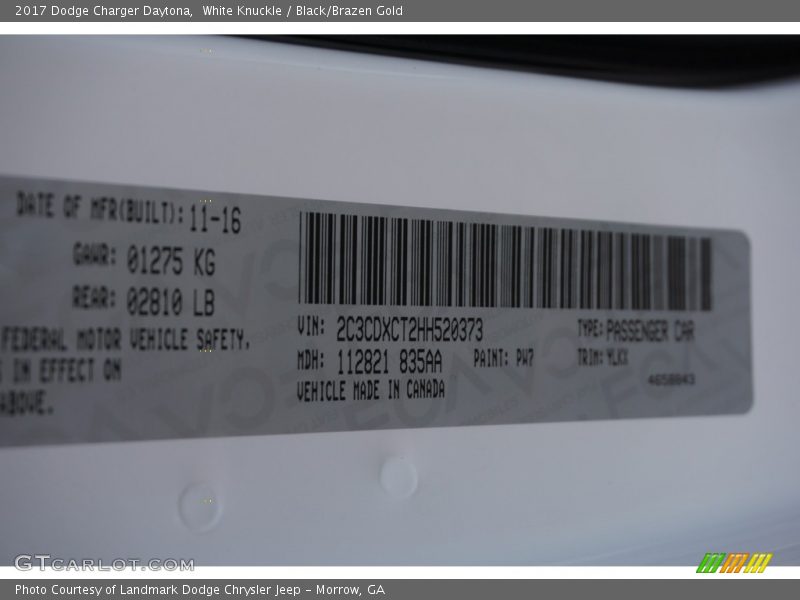 2017 Dodge Charger Daytona, White Knuckle / Black/Brazen Gold
DATE OF MFR(BUILT): 11-16
GAWR: 01275 KG
REAR: 02810 LB
FEDERAL MOTOR VEHICLE SAFETY,
IN EFFECT ON
ABOVE.
VIN: 2C3CDXCT2HH520373
TYPE: PASSENGER CAR
MDH: 112821 835AA
PAINT: PW7
TRIM: YLXX
VEHICLE MADE IN CANADA
4658043
GTCARLOT.COM
Photo Courtesy of Landmark Dodge Chrysler Jeep – Morrow, GA